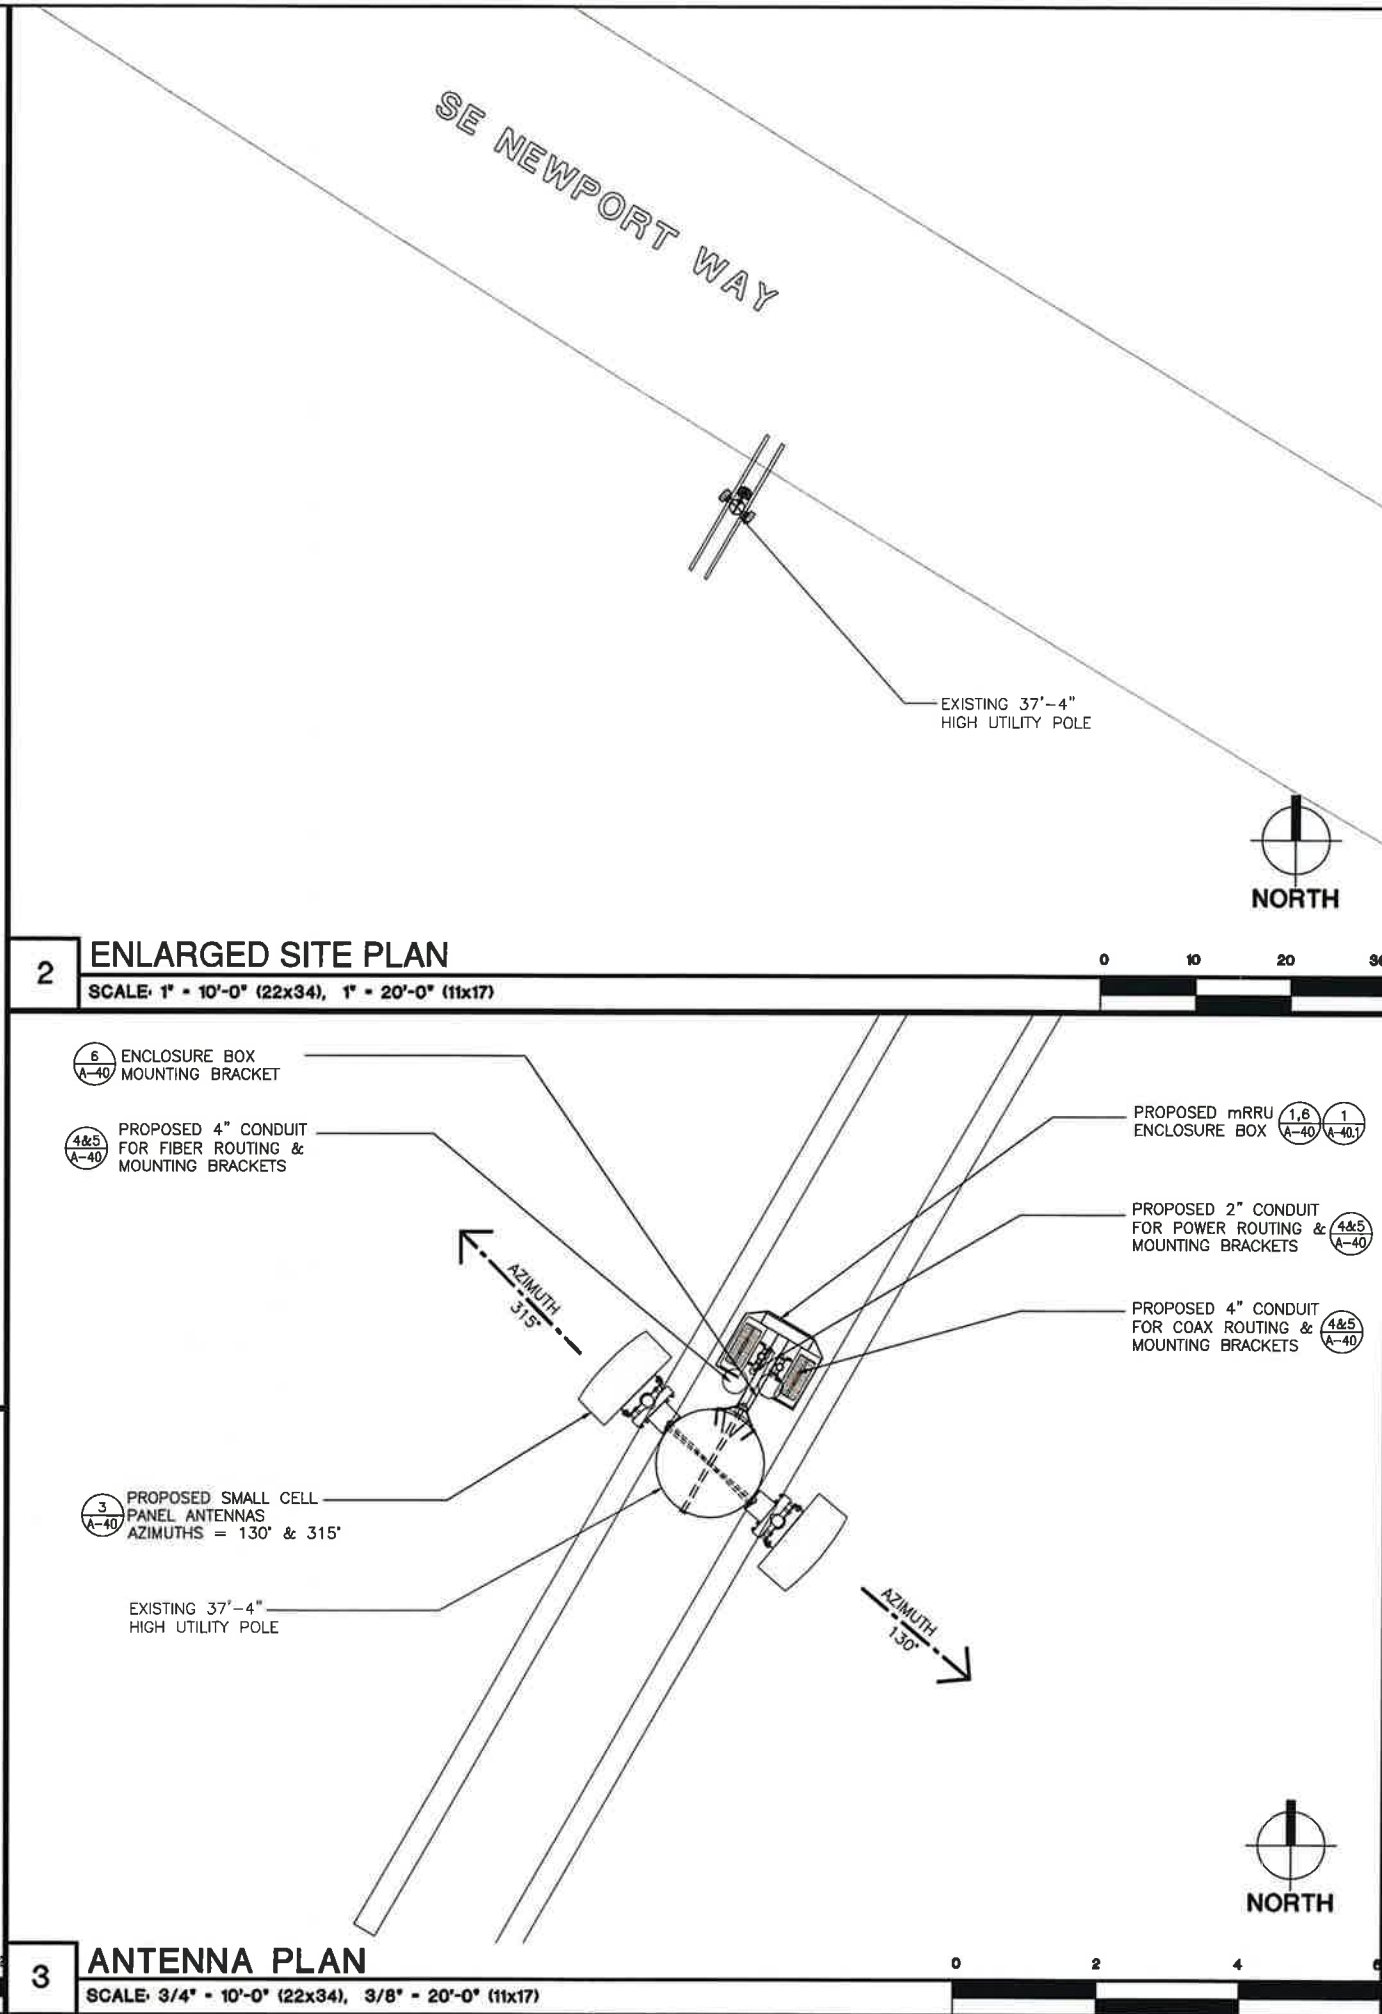 SE NEWPORT WAY
EXISTING 37'-4"
HIGH UTILITY POLE
NORTH
2
ENLARGED SITE PLAN
SCALE: 1" = 10'-0" (22x34), 1" = 20'-0" (11x17)
0 10 20
6
A-40
ENCLOSURE BOX
MOUNTING BRACKET
4&5
A-40
PROPOSED 4" CONDUIT
FOR FIBER ROUTING &
MOUNTING BRACKETS
PROPOSED mRRU
ENCLOSURE BOX
1,6
A-40
1
A-40.1
PROPOSED 2" CONDUIT
FOR POWER ROUTING &
MOUNTING BRACKETS
4&5
A-40
PROPOSED 4" CONDUIT
FOR COAX ROUTING &
MOUNTING BRACKETS
4&5
A-40
AZIMUTH
315°
3
A-40
PROPOSED SMALL CELL
PANEL ANTENNAS
AZIMUTHS = 130° & 315°
EXISTING 37'-4"
HIGH UTILITY POLE
AZIMUTH
130°
NORTH
3
ANTENNA PLAN
SCALE: 3/4" = 10'-0" (22x34), 3/8" = 20'-0" (11x17)
0 2 4